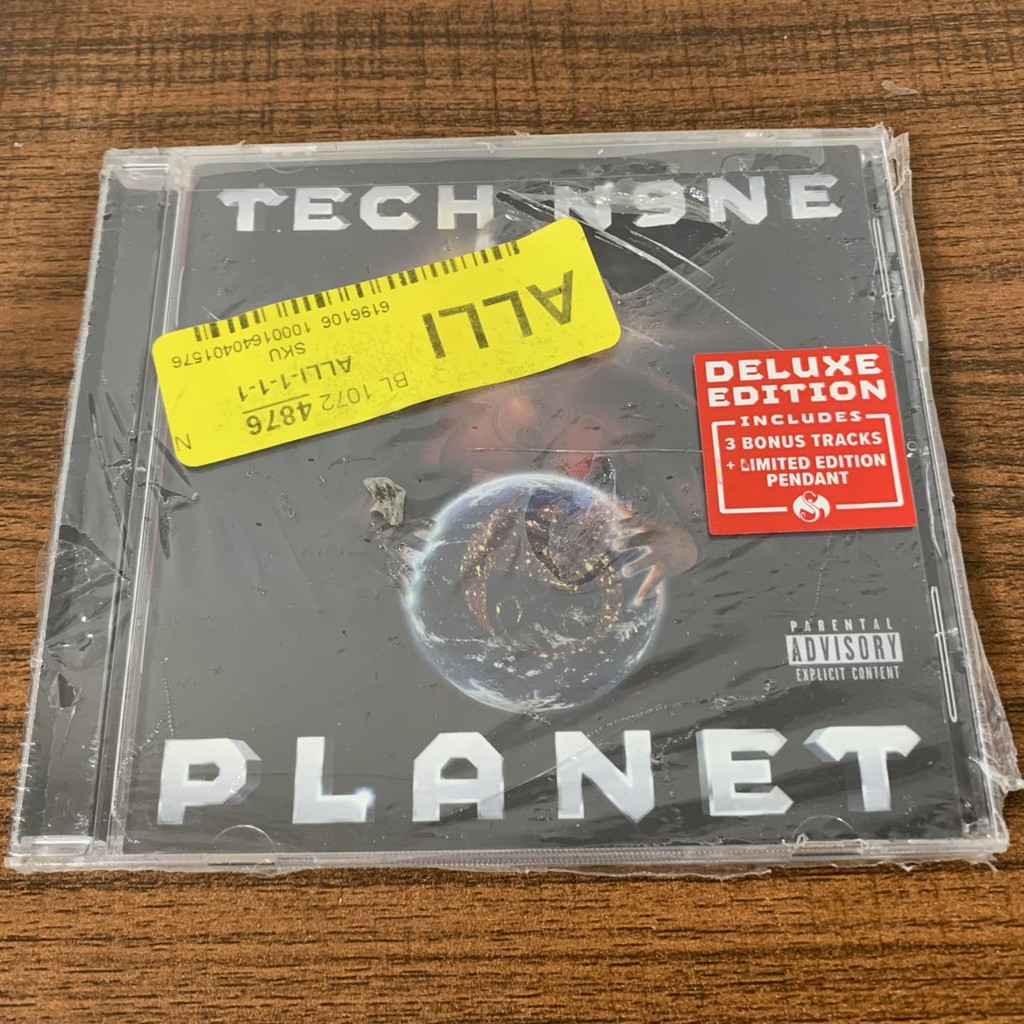 TECH N9NE
ALLI
6196106 10001640401576
SKU
ALLI-1-1-1
BL 1072 4876
N
DELUXE
EDITION
INCLUDES
3 BONUS TRACKS
+ LIMITED EDITION
PENDANT
PARENTAL
ADVISORY
EXPLICIT CONTENT
PLANET